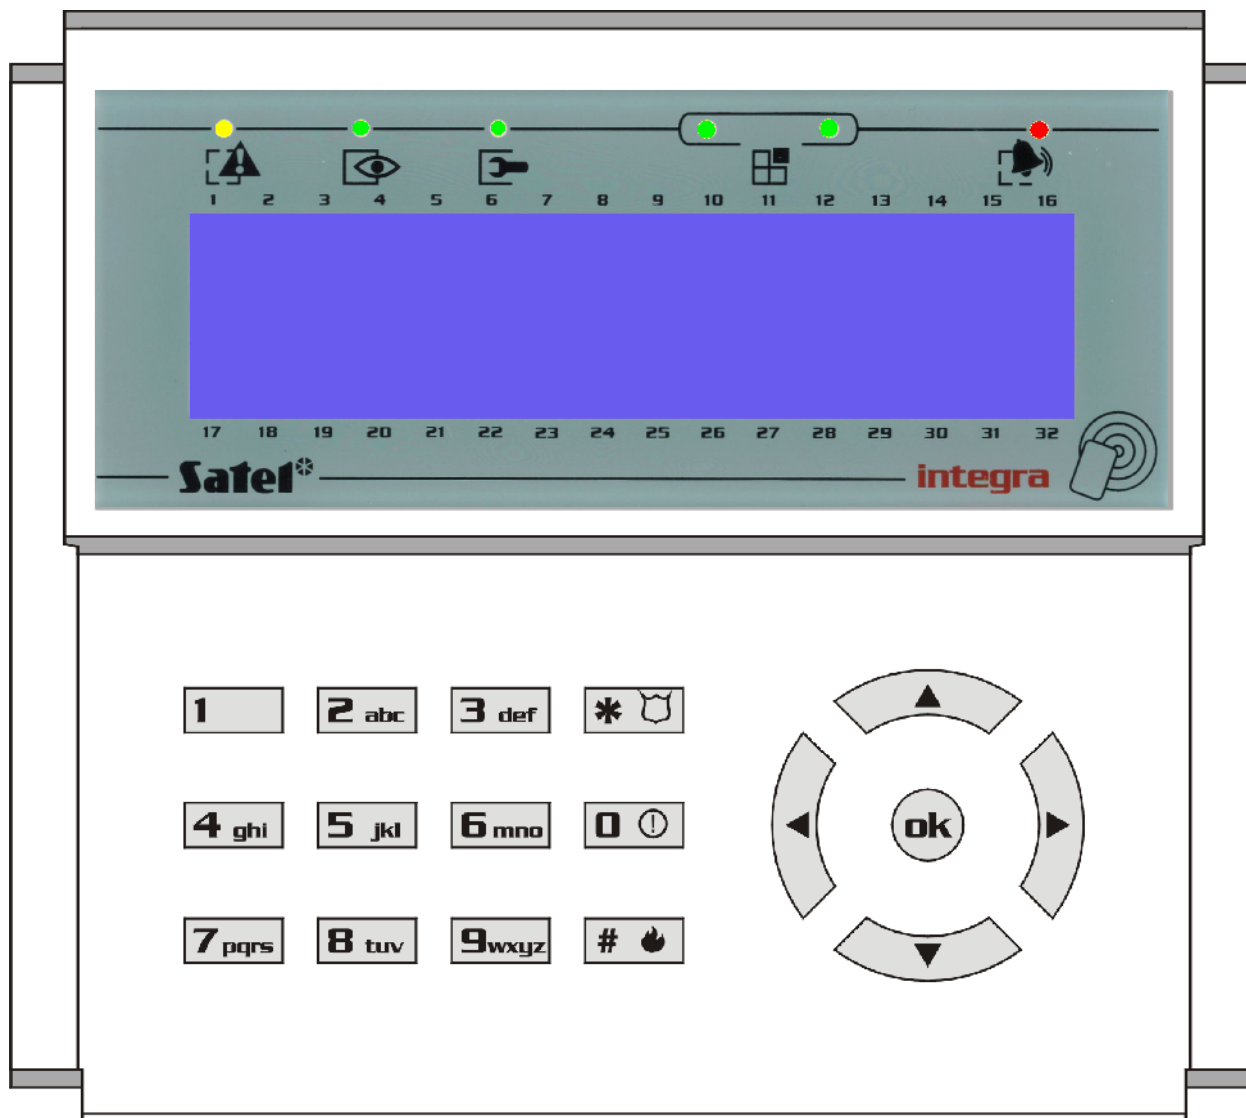 1 2 3 4 5 6 7 8 9 10 11 12 13 14 15 16
17 18 19 20 21 22 23 24 25 26 27 28 29 30 31 32
Satel integra
1 2 abc 3 def *
4 ghi 5 jkl 6 mno 0 ok
7 pqrs 8 tuv 9 wxyz #